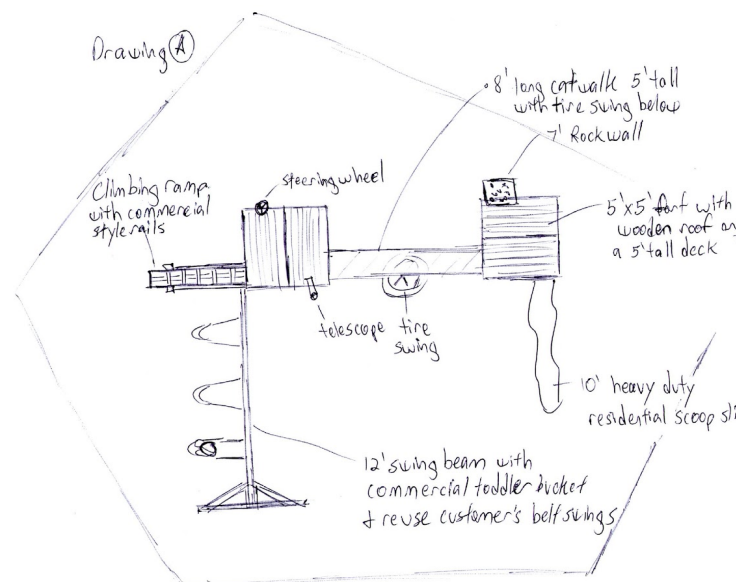 Drawing A
8' long catwalk 5' tall
with tire swing below
7' Rockwall
steering wheel
Climbing ramp
with commercial
style rails
5'x5' fort with
wooden roof
a 5' tall deck
telescope
tire
swing
10' heavy duty
residential scoop
12' swing beam with
commercial toddler bucket
+ reuse customer's belt swings